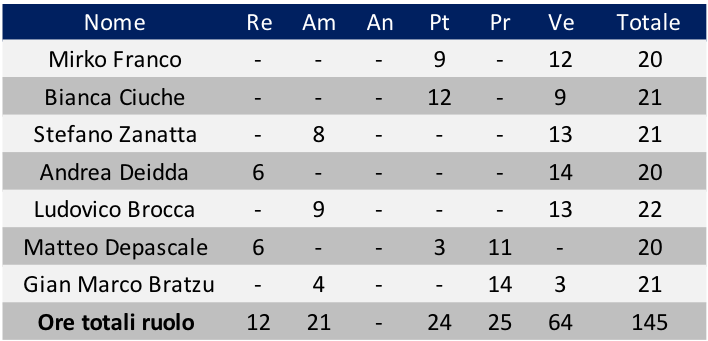 Nome Re Am An Pt Pr Ve Totale
Mirko Franco - - - 9 - 12 20
Bianca Ciuche - - - 12 - 9 21
Stefano Zanatta - 8 - - - 13 21
Andrea Deidda 6 - - - - 14 20
Ludovico Brocca - 9 - - - 13 22
Matteo Depascale 6 - - 3 11 - 20
Gian Marco Bratzu - 4 - - 14 3 21
Ore totali ruolo 12 21 - 24 25 64 145